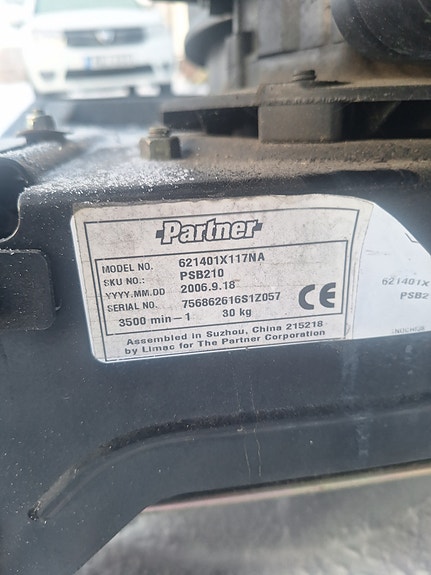 Partner
MODEL NO. 621401X117NA
SKU NO.: PSB210
YYYY.MM.DD 2006.9.18
SERIAL NO. 756862616S1Z057
3500 min-1 30 kg
CE
Assembled in Suzhou, China 215218
by Limac for The Partner Corporation
621401X
PSB2